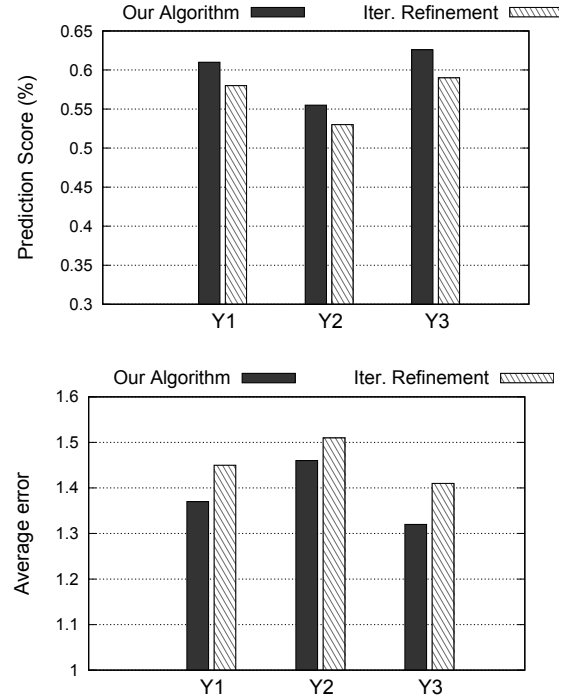 Our Algorithm Iter. Refinement
0.65
0.6
0.55
0.5
0.45
0.4
0.35
0.3
Prediction Score (%)
Y1 Y2 Y3
Our Algorithm Iter. Refinement
1.6
1.5
1.4
1.3
1.2
1.1
1
Average error
Y1 Y2 Y3